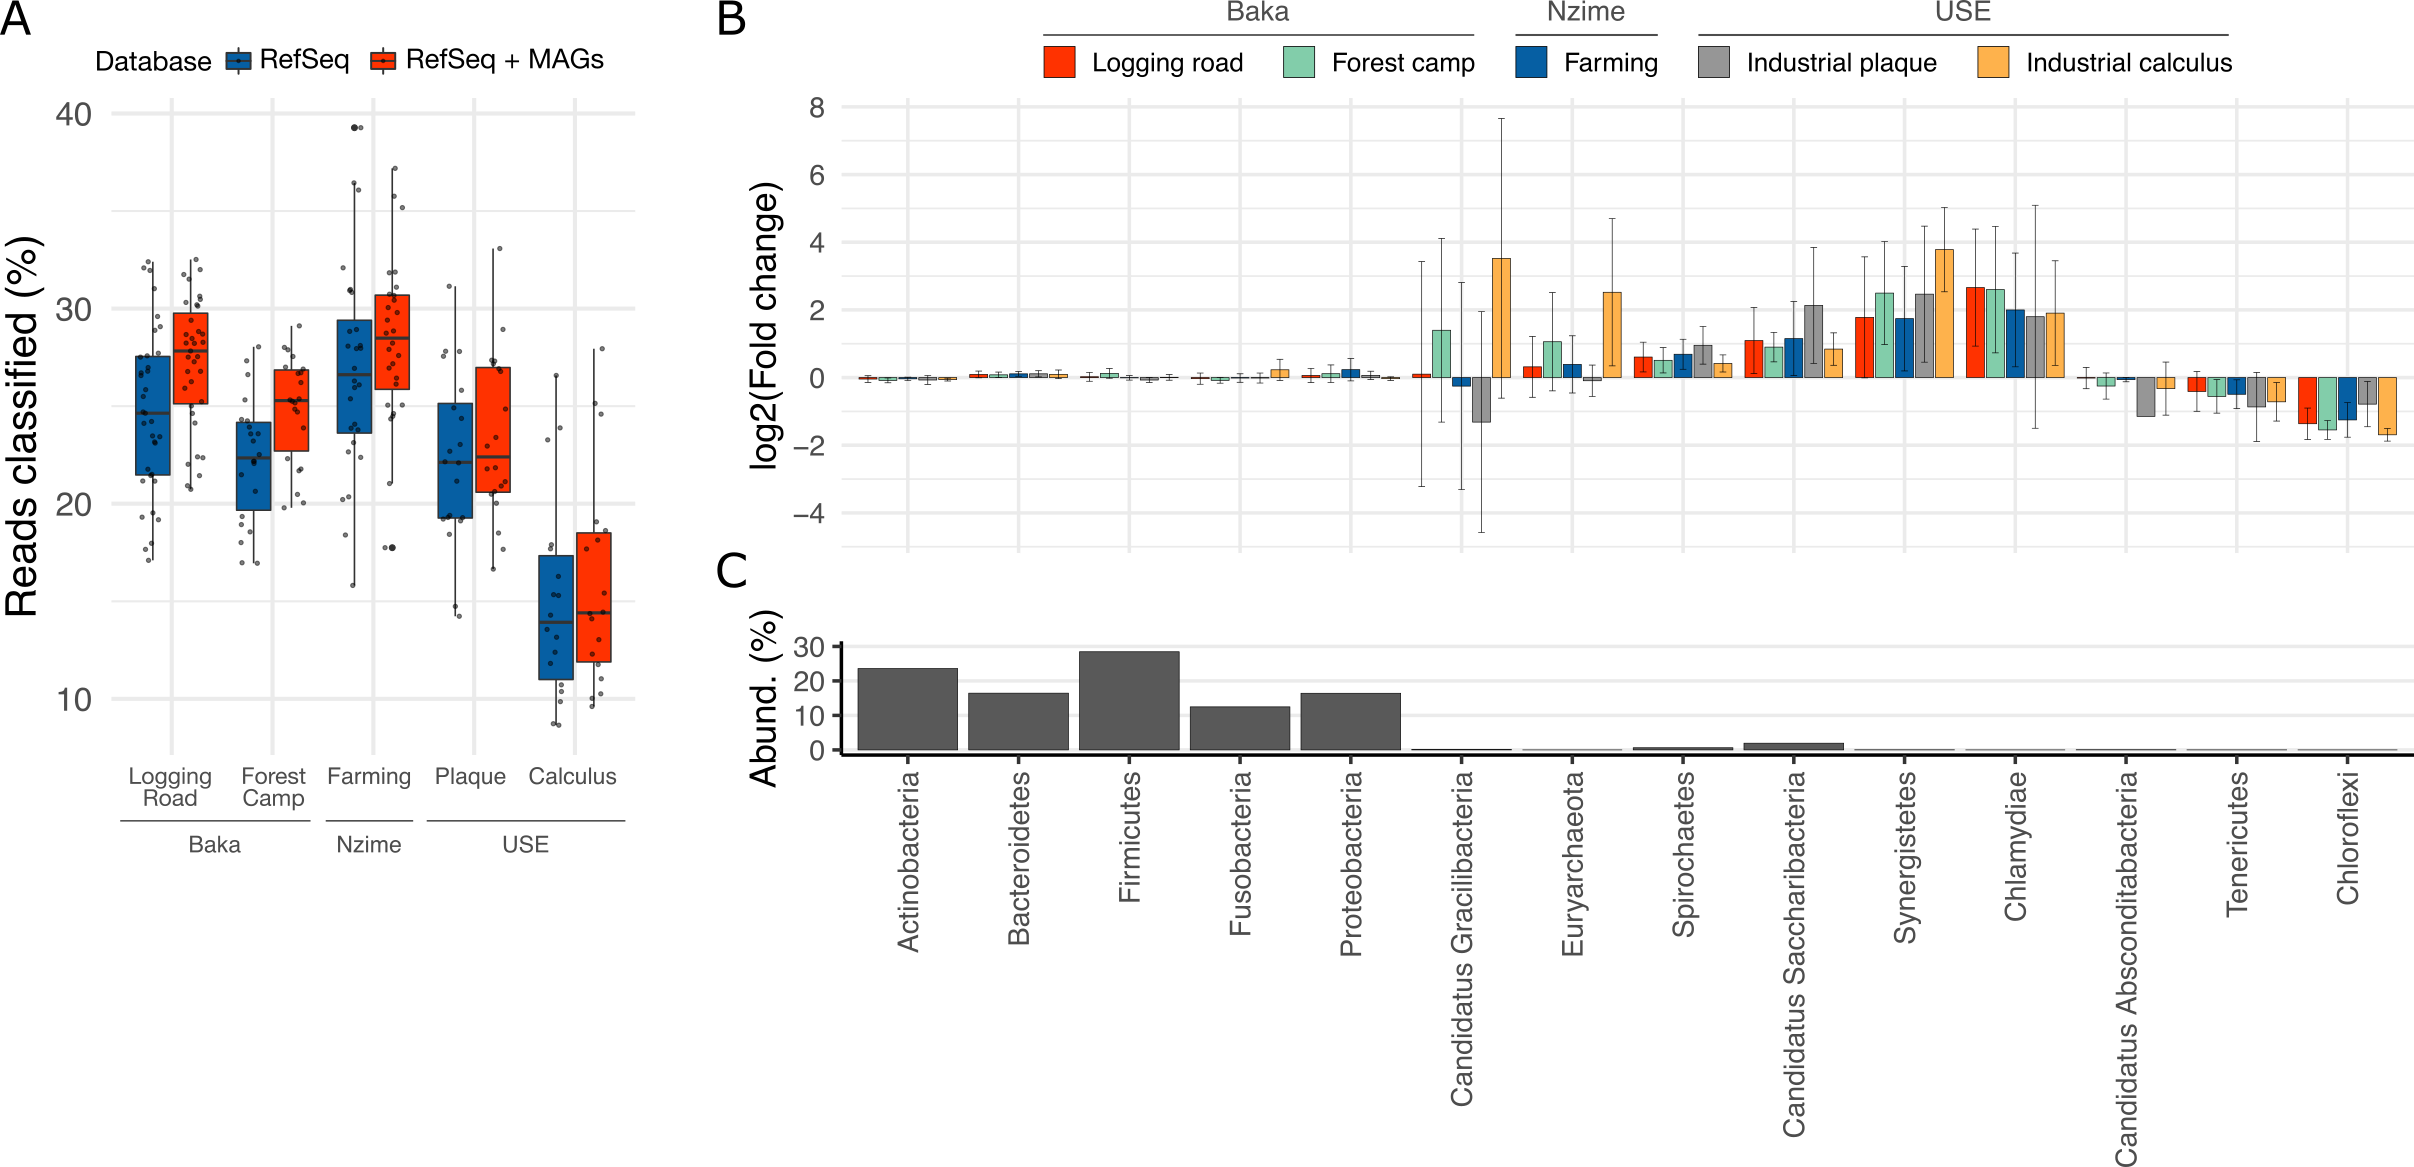 A
Database RefSeq RefSeq + MAGs
Reads classified (%)
40
30
20
10
Logging Road
Forest Camp
Farming
Plaque
Calculus
Baka
Nzime
USE
B
Baka
Nzime
USE
Logging road
Forest camp
Farming
Industrial plaque
Industrial calculus
log2(Fold change)
8
6
4
2
0
−2
−4
C
Abund. (%)
30
20
10
0
Actinobacteria
Bacteroidetes
Firmicutes
Fusobacteria
Proteobacteria
Candidatus Gracilibacteria
Euryarchaeota
Spirochaetes
Candidatus Saccharibacteria
Synergistetes
Chlamydiae
Candidatus Absconditabacteria
Tenericutes
Chloroflexi